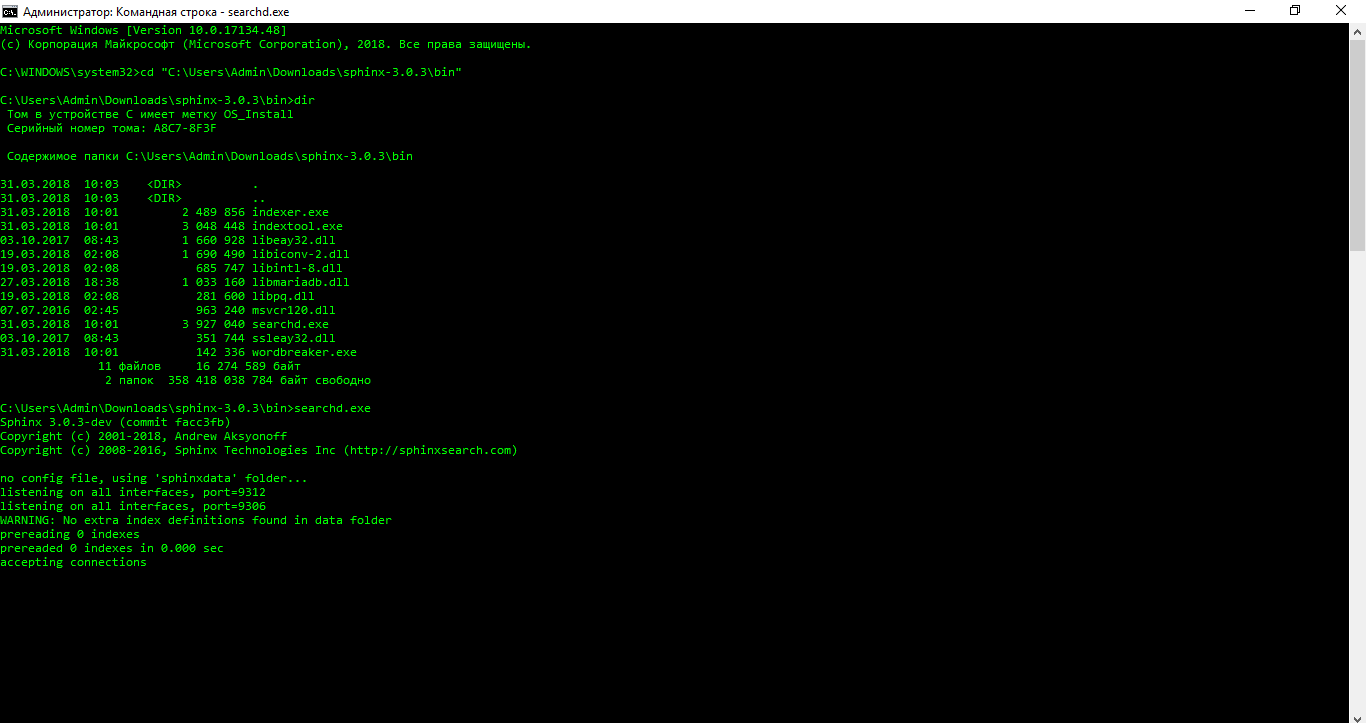 Администратор: Командная строка - searchd.exe
Microsoft Windows [Version 10.0.17134.48]
(c) Корпорация Майкрософт (Microsoft Corporation), 2018. Все права защищены.
C:\WINDOWS\system32>cd "C:\Users\Admin\Downloads\sphinx-3.0.3\bin"
C:\Users\Admin\Downloads\sphinx-3.0.3\bin>dir
Том в устройстве C имеет метку OS_Install
Серийный номер тома: A8C7-8F3F
Содержимое папки C:\Users\Admin\Downloads\sphinx-3.0.3\bin
31.03.2018  10:03    <DIR>          .
31.03.2018  10:03    <DIR>          ..
31.03.2018  10:01         2 489 856 indexer.exe
31.03.2018  10:01         3 048 448 indextool.exe
03.10.2017  08:43         1 660 928 libeay32.dll
19.03.2018  02:08         1 690 490 libiconv-2.dll
19.03.2018  02:08           685 747 libintl-8.dll
27.03.2018  18:38         1 033 160 libmariadb.dll
19.03.2018  02:08           281 600 libpq.dll
07.07.2016  02:45           963 240 msvcr120.dll
31.03.2018  10:01         3 927 040 searchd.exe
03.10.2017  08:43           351 744 ssleay32.dll
31.03.2018  10:01           142 336 wordbreaker.exe
11 файлов     16 274 589 байт
2 папок  358 418 038 784 байт свободно
C:\Users\Admin\Downloads\sphinx-3.0.3\bin>searchd.exe
Sphinx 3.0.3-dev (commit facc3fb)
Copyright (c) 2001-2018, Andrew Aksyonoff
Copyright (c) 2008-2016, Sphinx Technologies Inc (http://sphinxsearch.com)
no config file, using 'sphinxdata' folder...
listening on all interfaces, port=9312
listening on all interfaces, port=9306
WARNING: No extra index definitions found in data folder
prereading 0 indexes
prereaded 0 indexes in 0.000 sec
accepting connections